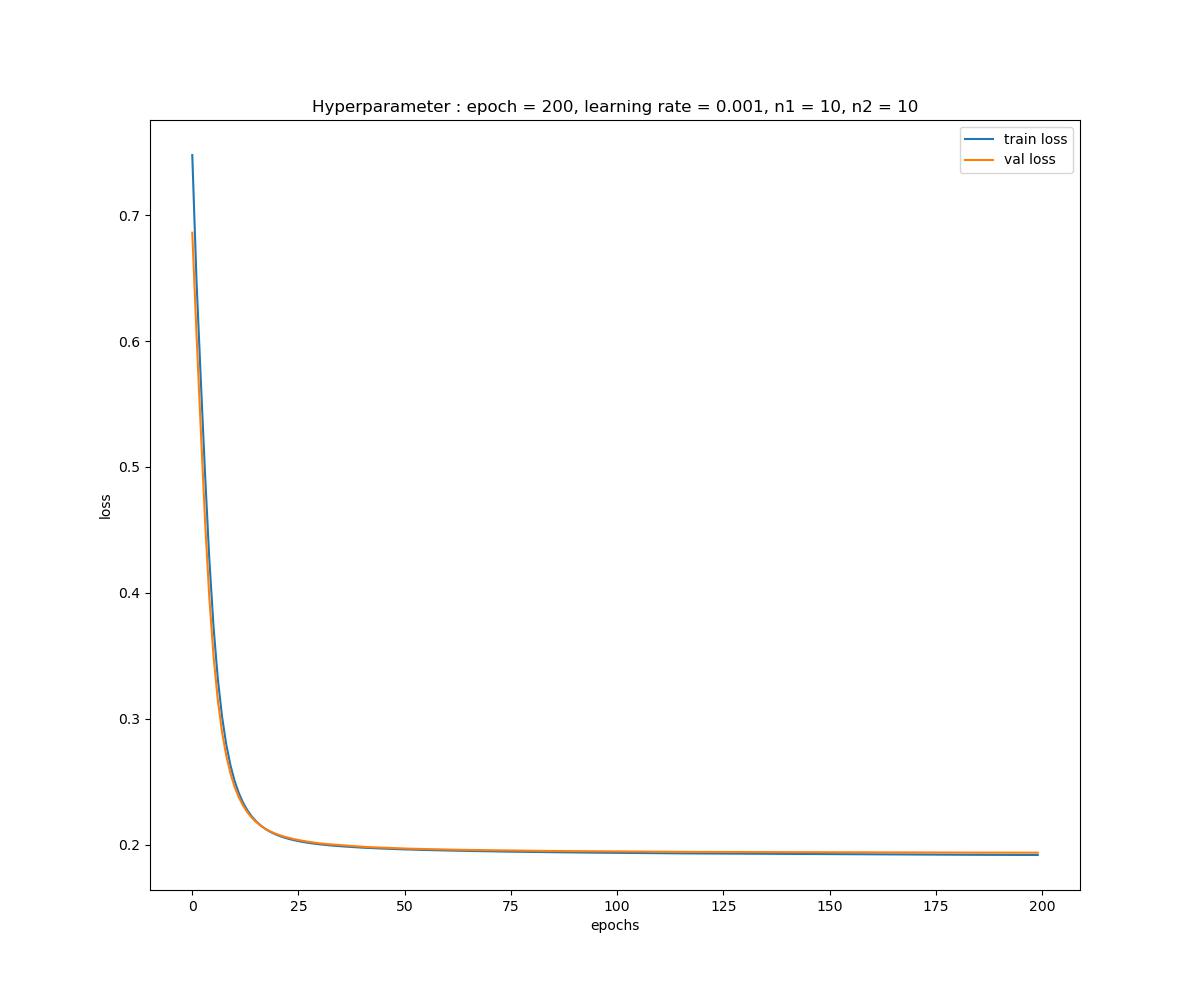 Hyperparameter : epoch = 200, learning rate = 0.001, n1 = 10, n2 = 10
train loss
val loss
0.7
0.6
0.5
0.4
0.3
0.2
loss
0 25 50 75 100 125 150 175 200
epochs